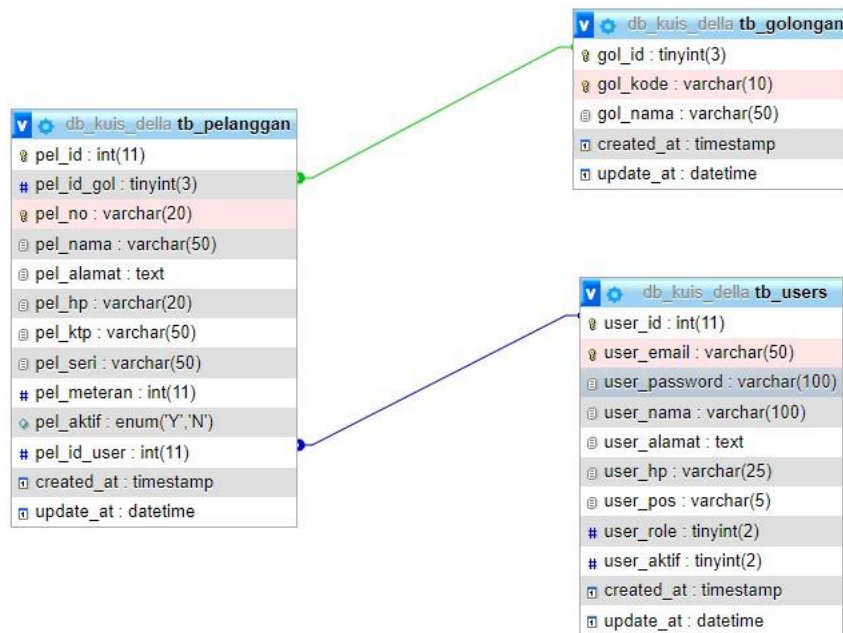 db_kuis_della tb_pelanggan
pel_id : int(11)
pel_id_gol : tinyint(3)
pel_no : varchar(20)
pel_nama : varchar(50)
pel_alamat : text
pel_hp : varchar(20)
pel_ktp : varchar(50)
pel_seri : varchar(50)
pel_meteran : int(11)
pel_aktif : enum('Y','N')
pel_id_user : int(11)
created_at : timestamp
update_at : datetime
db_kuis_della tb_golongan
gol_id : tinyint(3)
gol_kode : varchar(10)
gol_nama : varchar(50)
created_at : timestamp
update_at : datetime
db_kuis_della tb_users
user_id : int(11)
user_email : varchar(50)
user_password : varchar(100)
user_nama : varchar(100)
user_alamat : text
user_hp : varchar(25)
user_pos : varchar(5)
user_role : tinyint(2)
user_aktif : tinyint(2)
created_at : timestamp
update_at : datetime